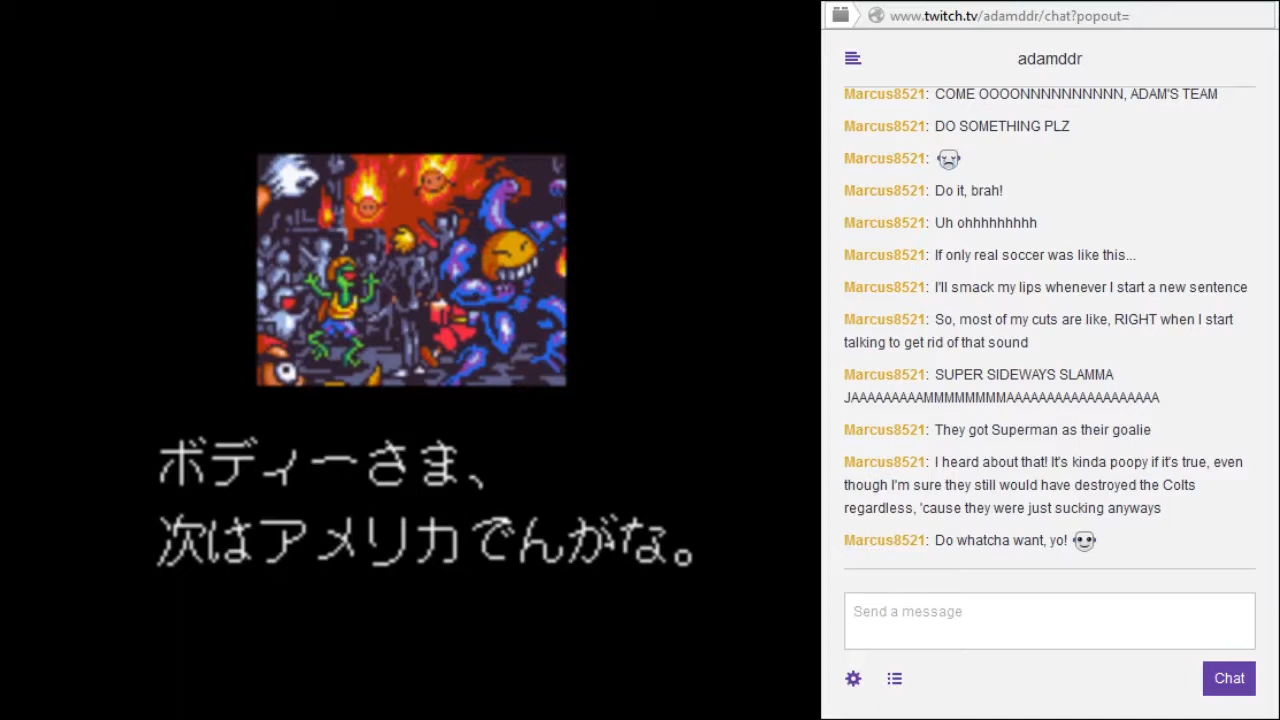 ボディーさま、
次はアメリカでんがな。
www.twitch.tv/adamddr/chat?popout=
adamddr
Marcus8521: COME OOOONNNNNNNNNN, ADAM'S TEAM
Marcus8521: DO SOMETHING PLZ
Marcus8521:
Marcus8521: Do it, brah!
Marcus8521: Uh ohhhhhhhhh
Marcus8521: If only real soccer was like this...
Marcus8521: I'll smack my lips whenever I start a new sentence
Marcus8521: So, most of my cuts are like, RIGHT when I start
talking to get rid of that sound
Marcus8521: SUPER SIDEWAYS SLAMMA
JAAAAAAAAAMMMMMMMMAAAAAAAAAAAAAAAAAAA
Marcus8521: They got Superman as their goalie
Marcus8521: I heard about that! It's kinda poopy if it's true, even
though I'm sure they still would have destroyed the Colts
regardless, 'cause they were just sucking anyways
Marcus8521: Do whatcha want, yo!
Send a message
Chat